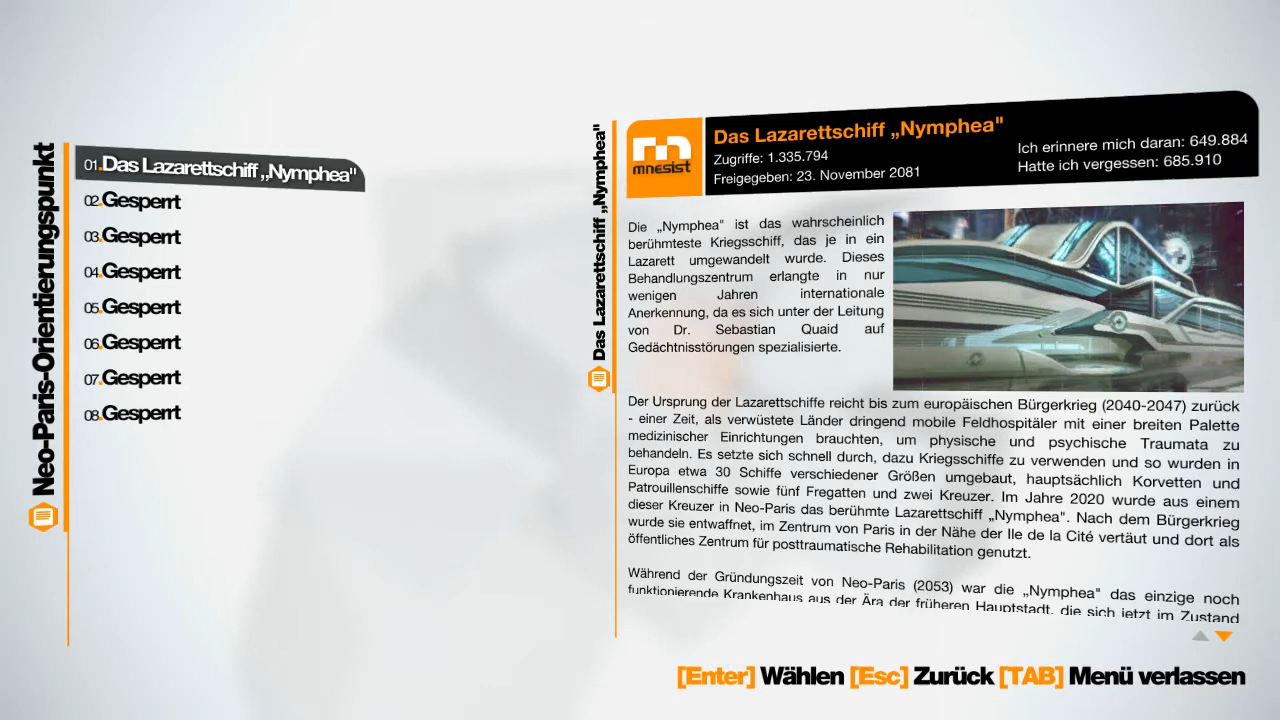 Neo-Paris-Orientierungspunkt
01.Das Lazarettschiff „Nymphea"
02.Gesperrt
03.Gesperrt
04.Gesperrt
05.Gesperrt
06.Gesperrt
07.Gesperrt
08.Gesperrt
Das Lazarettschiff „Nymphea"
mnesist
Das Lazarettschiff „Nymphea"
Zugriffe: 1.335.794
Freigegeben: 23. November 2081
Ich erinnere mich daran: 649.884
Hatte ich vergessen: 685.910
Die „Nymphea" ist das wahrscheinlich
berühmteste Kriegsschiff, das je in ein
Lazarett umgewandelt wurde. Dieses
Behandlungszentrum erlangte in nur
wenigen Jahren internationale
Anerkennung, da es sich unter der Leitung
von Dr. Sebastian Quaid auf
Gedächtnisstörungen spezialisierte.
Der Ursprung der Lazarettschiffe reicht bis zum europäischen Bürgerkrieg (2040-2047) zurück
- einer Zeit, als verwüstete Länder dringend mobile Feldhospitäler mit einer breiten Palette
medizinischer Einrichtungen brauchten, um physische und psychische Traumata zu
behandeln. Es setzte sich schnell durch, dazu Kriegsschiffe zu verwenden und so wurden in
Europa etwa 30 Schiffe verschiedener Größen umgebaut, hauptsächlich Korvetten und
Patrouillenschiffe sowie fünf Fregatten und zwei Kreuzer. Im Jahre 2020 wurde aus einem
dieser Kreuzer in Neo-Paris das berühmte Lazarettschiff „Nymphea". Nach dem Bürgerkrieg
wurde sie entwaffnet, im Zentrum von Paris in der Nähe der Ile de la Cité vertäut und dort als
öffentliches Zentrum für posttraumatische Rehabilitation genutzt.
Während der Gründungszeit von Neo-Paris (2053) war die „Nymphea" das einzige noch
funktionierende Krankenhaus aus der Ära der früheren Hauptstadt, die sich jetzt im Zustand
[Enter] Wählen [Esc] Zurück [TAB] Menü verlassen